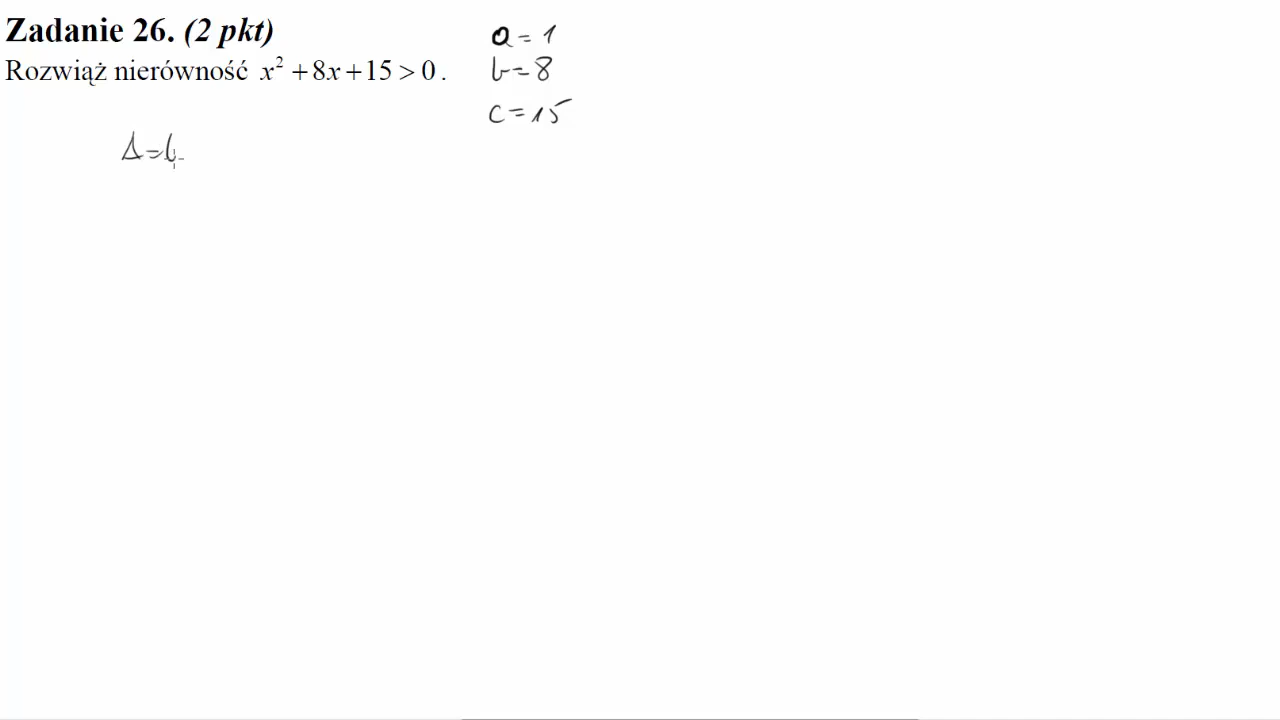 Zadanie 26. (2 pkt)
Rozwiąż nierówność x² + 8x + 15 > 0.
a = 1
b = 8
c = 15
Δ = b